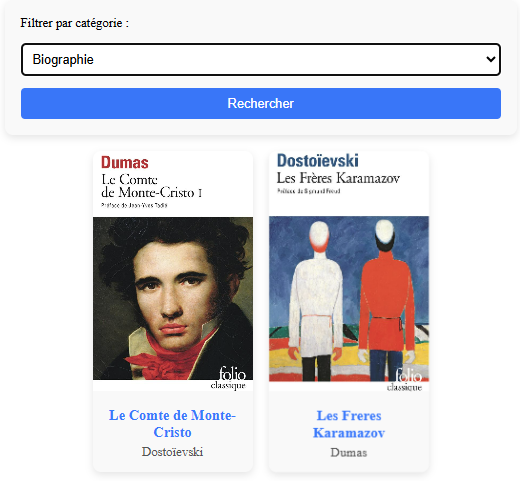 Filtrer par catégorie :
Biographie
Rechercher
Dumas
Le Comte
de Monte-Cristo I
Préface de Jean-Yves Tadié
folio
classique
Le Comte de Monte-
Cristo
Dostoïevski
Dostoïevski
Les Frères Karamazov
Préface de Sigmund Freud
folio
classique
Les Freres
Karamazov
Dumas